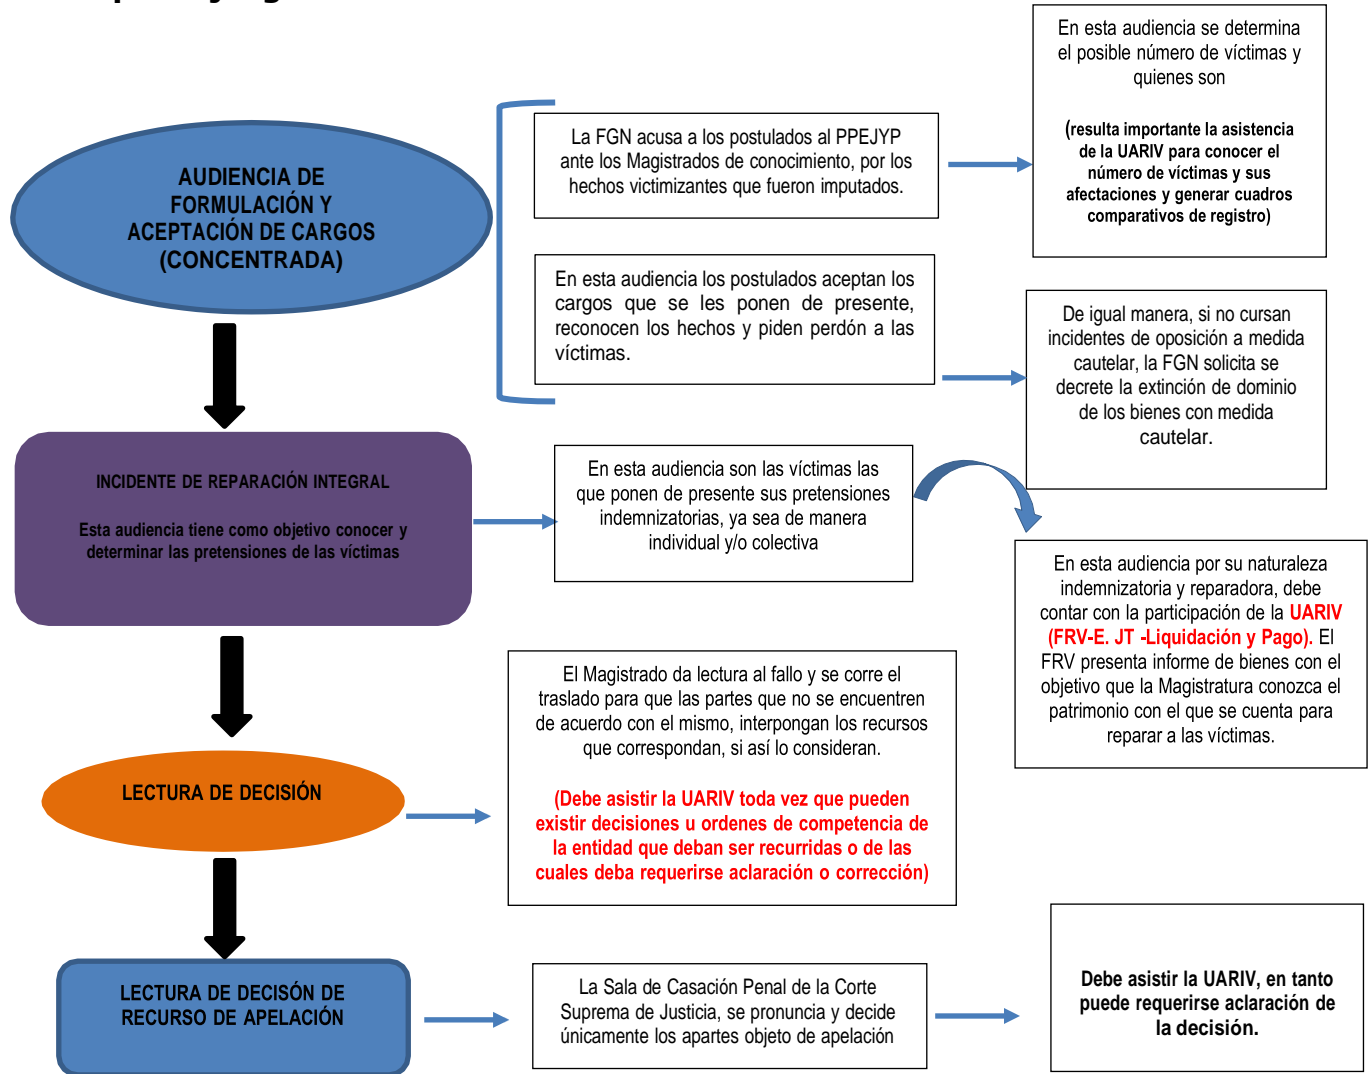 En esta audiencia se determina
el posible número de víctimas y
quienes son
(resulta importante la asistencia
de la UARIV para conocer el
número de víctimas y sus
afectaciones y generar cuadros
comparativos de registro)
La FGN acusa a los postulados al PPEJYP
ante los Magistrados de conocimiento, por los
hechos victimizantes que fueron imputados.
AUDIENCIA DE
FORMULACIÓN Y
ACEPTACIÓN DE CARGOS
(CONCENTRADA)
En esta audiencia los postulados aceptan los
cargos que se les ponen de presente,
reconocen los hechos y piden perdón a las
víctimas.
De igual manera, si no cursan
incidentes de oposición a medida
cautelar, la FGN solicita se
decrete la extinción de dominio
de los bienes con medida
cautelar.
INCIDENTE DE REPARACIÓN INTEGRAL
Esta audiencia tiene como objetivo conocer y
determinar las pretensiones de las víctimas
En esta audiencia son las víctimas las
que ponen de presente sus pretensiones
indemnizatorias, ya sea de manera
individual y/o colectiva
En esta audiencia por su naturaleza
indemnizatoria y reparadora, debe
contar con la participación de la UARIV
(FRV-E. JT -Liquidación y Pago). El
FRV presenta informe de bienes con el
objetivo que la Magistratura conozca el
patrimonio con el que se cuenta para
reparar a las víctimas.
El Magistrado da lectura al fallo y se corre el
traslado para que las partes que no se encuentren
de acuerdo con el mismo, interpongan los recursos
que correspondan, si así lo consideran.
(Debe asistir la UARIV toda vez que pueden
existir decisiones u ordenes de competencia de
la entidad que deban ser recurridas o de las
cuales deba requerirse aclaración o corrección)
LECTURA DE DECISIÓN
LECTURA DE DECISÓN DE
RECURSO DE APELACIÓN
La Sala de Casación Penal de la Corte
Suprema de Justicia, se pronuncia y decide
únicamente los apartes objeto de apelación
Debe asistir la UARIV, en tanto
puede requerirse aclaración de
la decisión.